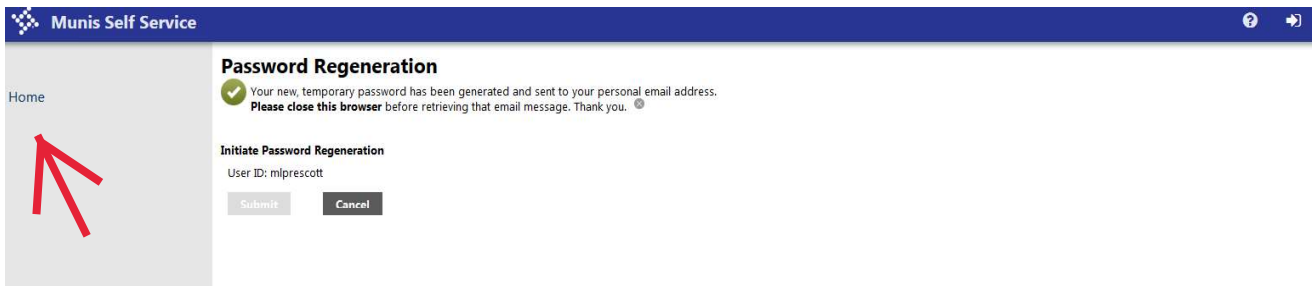 Munis Self Service
Home
Password Regeneration
Your new, temporary password has been generated and sent to your personal email address.
Please close this browser before retrieving that email message. Thank you.
Initiate Password Regeneration
User ID: mlprescott
Submit
Cancel